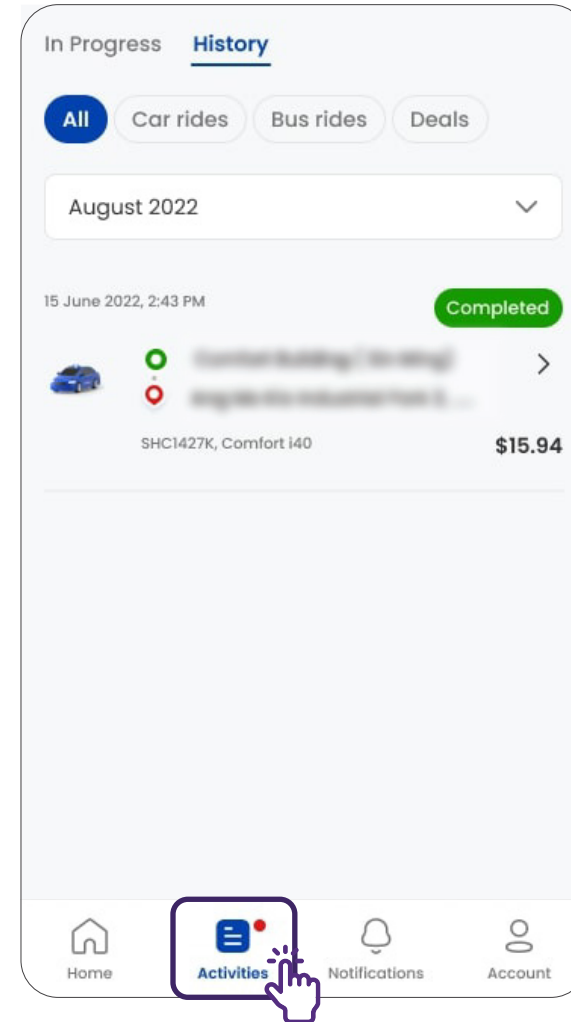 In Progress History
All Car rides Bus rides Deals
August 2022
15 June 2022, 2:43 PM Completed
SHC1427K, Comfort i40 $15.94
Home Activities Notifications Account